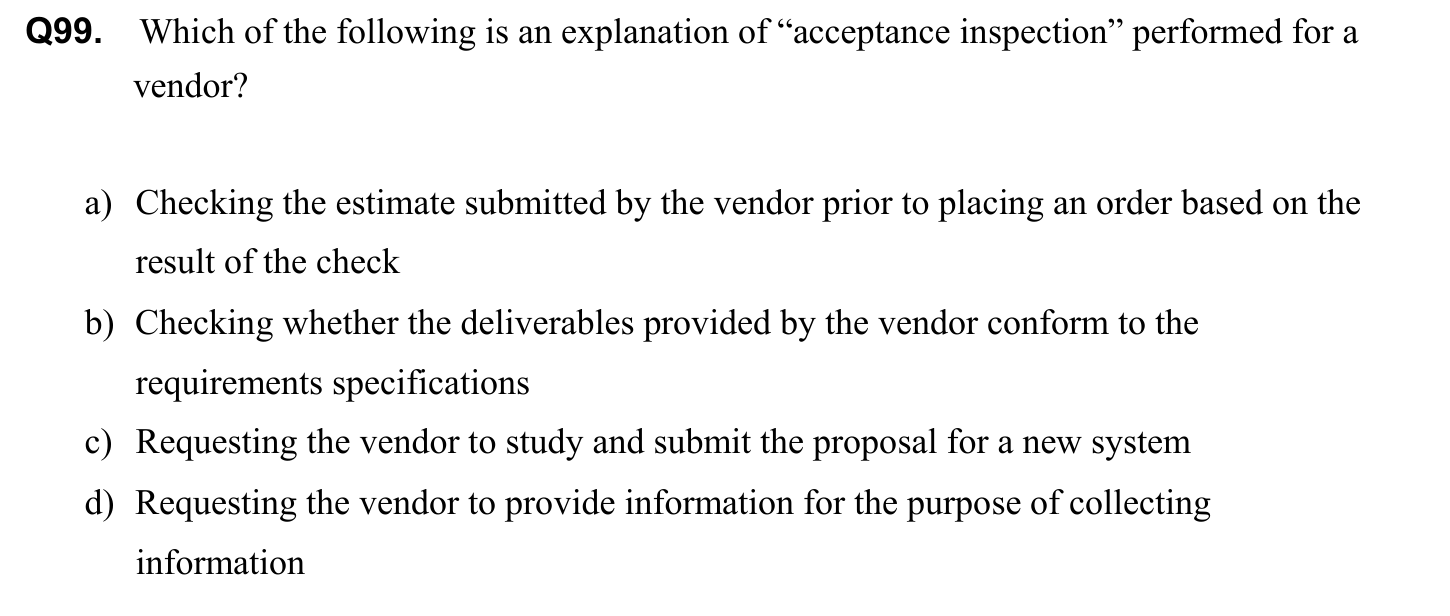 Q99. Which of the following is an explanation of “acceptance inspection” performed for a
vendor?
a) Checking the estimate submitted by the vendor prior to placing an order based on the
result of the check
b) Checking whether the deliverables provided by the vendor conform to the
requirements specifications
c) Requesting the vendor to study and submit the proposal for a new system
d) Requesting the vendor to provide information for the purpose of collecting
information